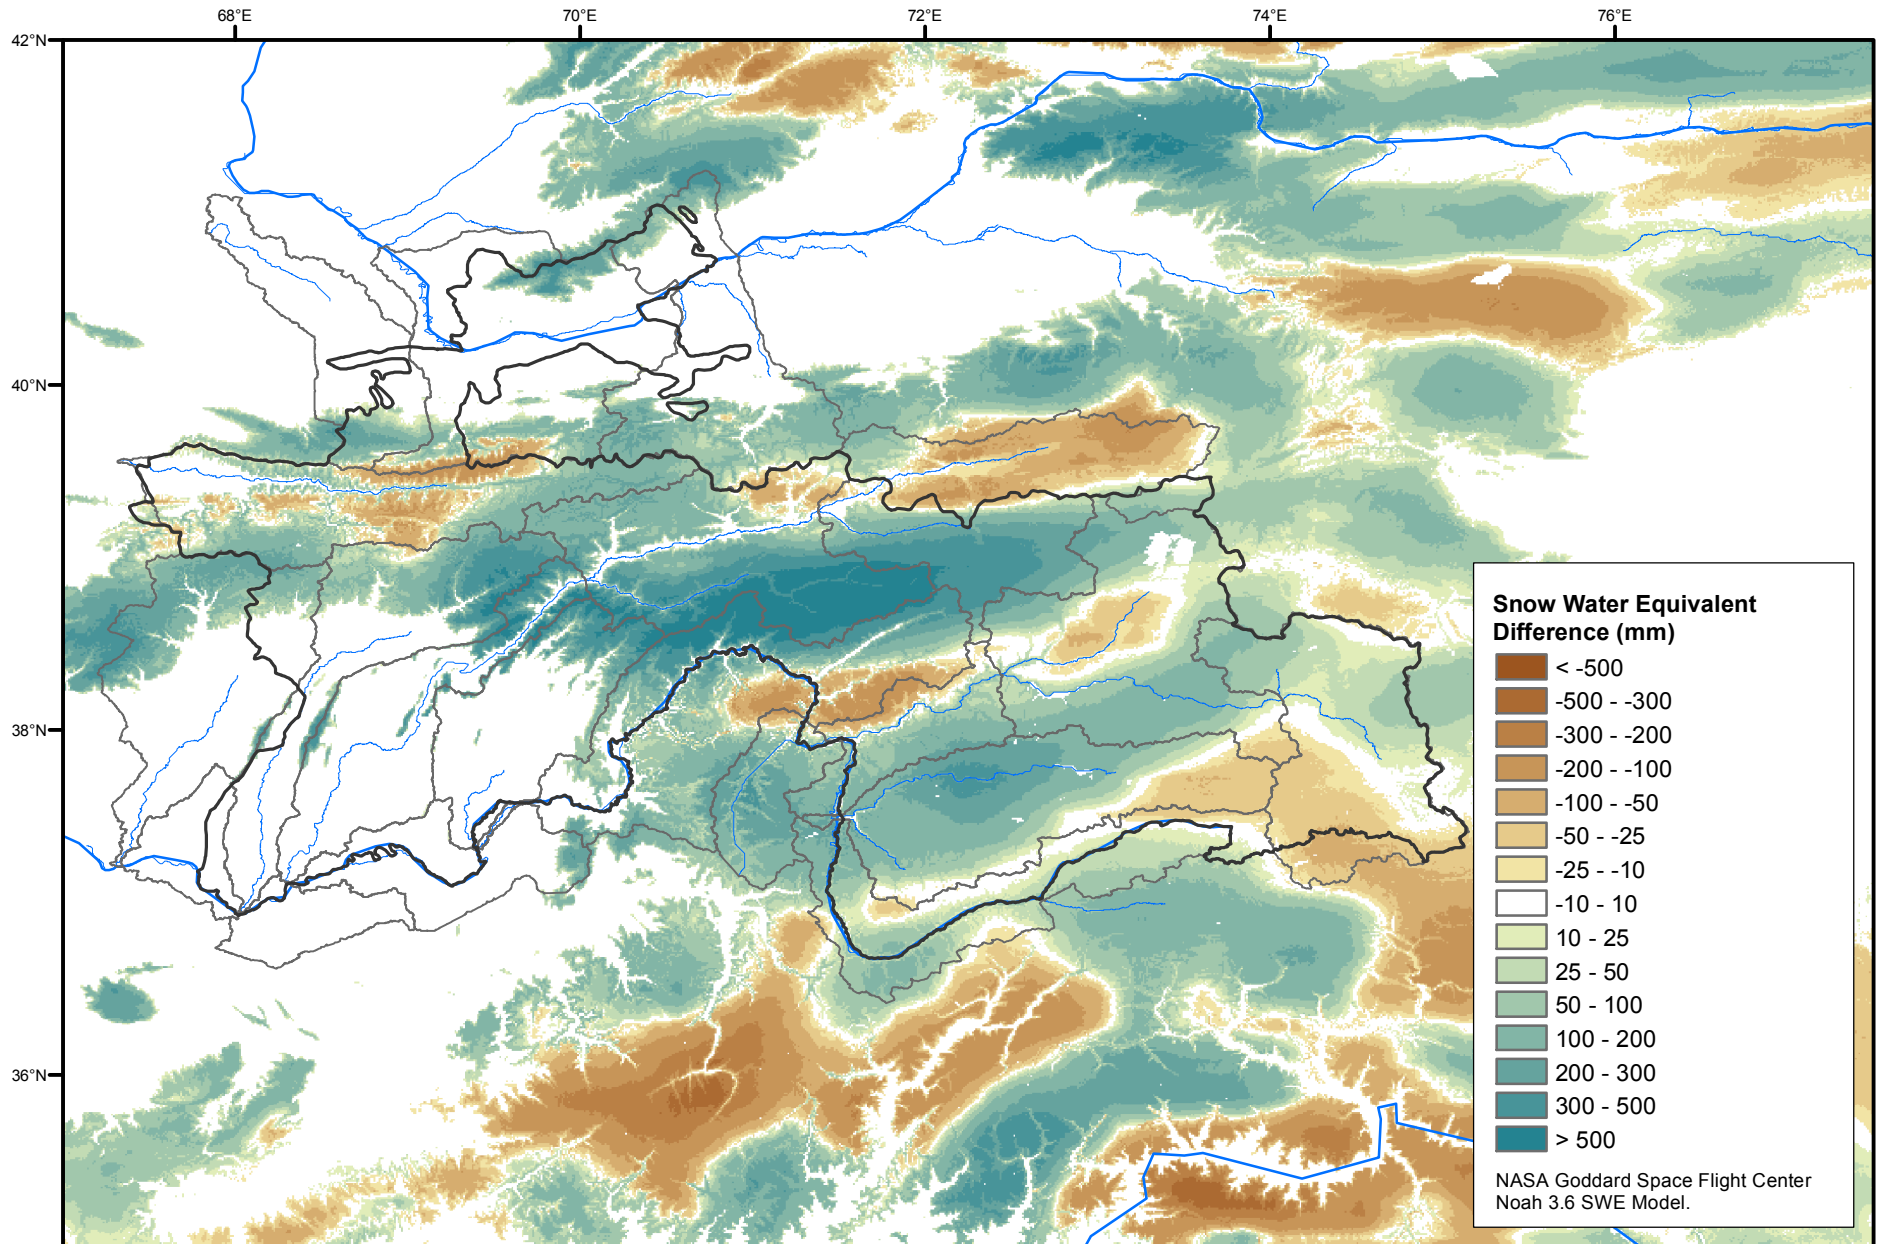 68°E 70°E 72°E 74°E 76°E
42°N
40°N
38°N
36°N
Snow Water Equivalent
Difference (mm)
< -500
-500 - -300
-300 - -200
-200 - -100
-100 - -50
-50 - -25
-25 - -10
-10 - 10
10 - 25
25 - 50
50 - 100
100 - 200
200 - 300
300 - 500
> 500
NASA Goddard Space Flight Center
Noah 3.6 SWE Model.